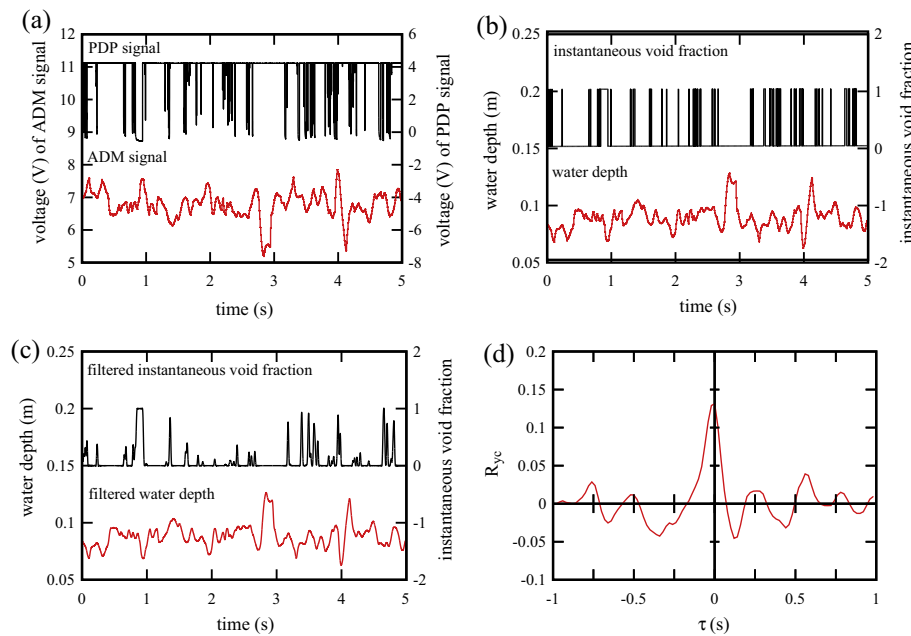 (a)
12
11
10
9
8
7
6
5
voltage (V) of ADM signal
PDP signal
ADM signal
6
4
2
0
-2
-4
-6
-8
voltage (V) of PDP signal
0 1 2 3 4 5
time (s)
(b)
0.25
0.2
0.15
0.1
0.05
water depth (m)
instantaneous void fraction
water depth
2
1
0
-1
-2
instantaneous void fraction
0 1 2 3 4 5
time (s)
(c)
0.25
0.2
0.15
0.1
0.05
water depth (m)
filtered instantaneous void fraction
filtered water depth
2
1
0
-1
-2
instantaneous void fraction
0 1 2 3 4 5
time (s)
(d)
0.2
0.15
0.1
0.05
0
-0.05
-0.1
Ryc
-1 -0.5 0 0.5 1
τ (s)